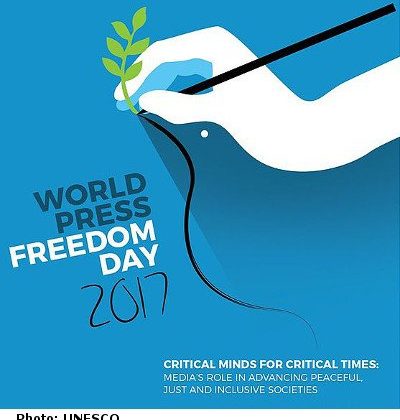 WORLD
PRESS
FREEDOM
DAY
2017
CRITICAL MINDS FOR CRITICAL TIMES:
MEDIA'S ROLE IN ADVANCING PEACEFUL,
JUST AND INCLUSIVE SOCIETIES
Photo: UNESCO